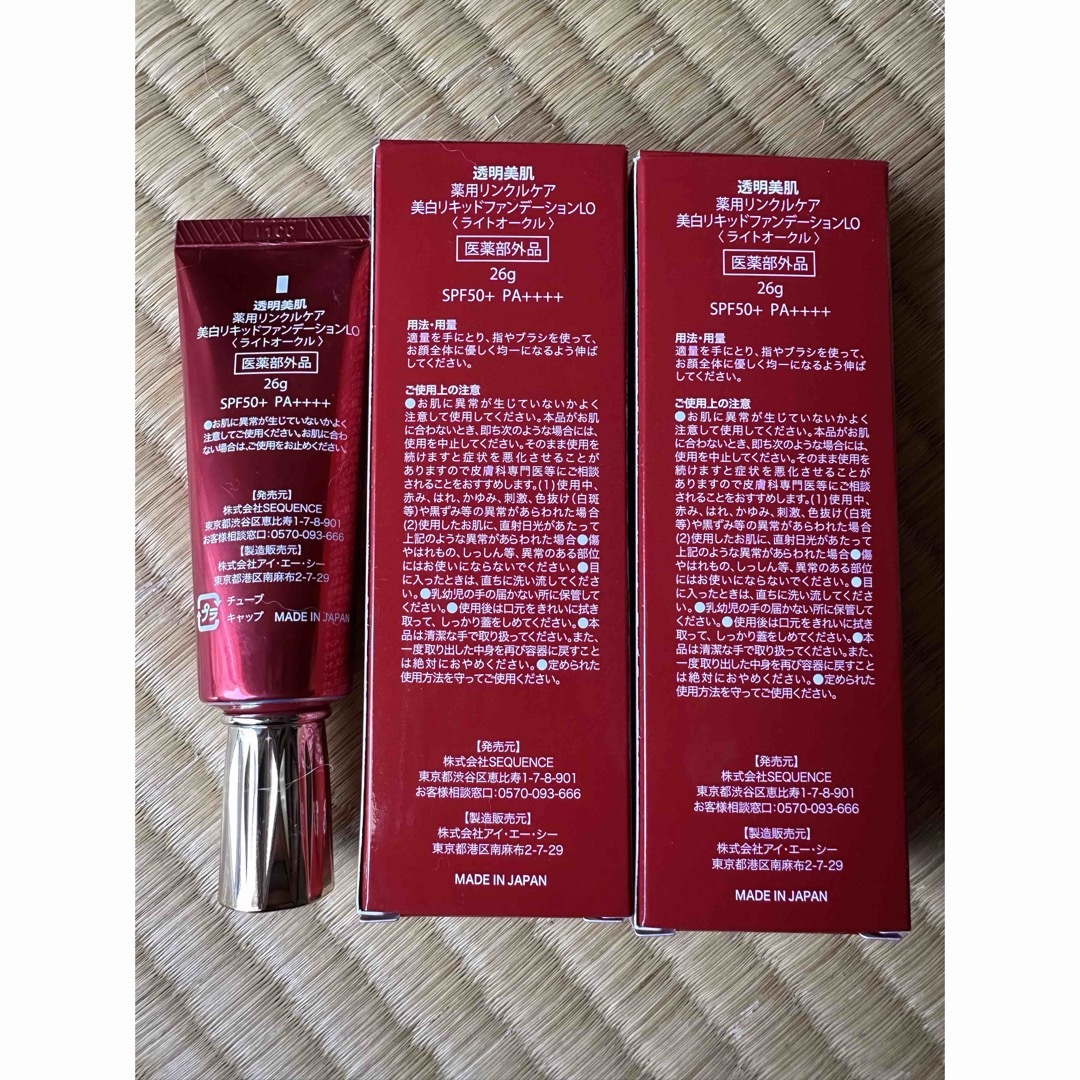 透明美肌
薬用リンクルケア
美白リキッドファンデーションLO
〈ライトオークル〉
医薬部外品
26g
SPF50+ PA++++
●お肌に異常が生じていないかよく
注意してご使用ください。お肌に合わ
ない場合は、ご使用をお止めください。
【発売元】
株式会社SEQUENCE
東京都渋谷区恵比寿1-7-8-901
お客様相談窓口:0570-093-666
【製造販売元】
株式会社アイ・エー・シー
東京都港区南麻布2-7-29
プラ
チューブ
キャップ MADE IN JAPAN
透明美肌
薬用リンクルケア
美白リキッドファンデーションLO
〈ライトオークル〉
医薬部外品
26g
SPF50+ PA++++
用法・用量
適量を手にとり、指やブラシを使って、
お顔全体に優しく均一になるよう伸ば
してください。
ご使用上の注意
●お肌に異常が生じていないかよく
注意して使用してください。本品がお肌
に合わないとき、即ち次のような場合には、
使用を中止してください。そのまま使用を
続けますと症状を悪化させることが
ありますので皮膚科専門医等にご相談
されることをおすすめします。(1)使用中、
赤み、はれ、かゆみ、刺激、色抜け(白斑
等)や黒ずみ等の異常があらわれた場合
(2)使用したお肌に、直射日光があたって
上記のような異常があらわれた場合●傷
やはれもの、しっしん等、異常のある部位
にはお使いにならないでください。●目
に入ったときは、直ちに洗い流してくださ
い。●乳幼児の手の届かない所に保管して
ください。●使用後は口元をきれいに拭き
取って、しっかり蓋をしめてください。●本
品は清潔な手で取り扱ってください。また、
一度取り出した中身を再び容器に戻すこと
は絶対におやめください。●定められた
使用方法を守ってご使用ください。
【発売元】
株式会社SEQUENCE
東京都渋谷区恵比寿1-7-8-901
お客様相談窓口:0570-093-666
【製造販売元】
株式会社アイ・エー・シー
東京都港区南麻布2-7-29
MADE IN JAPAN
透明美肌
薬用リンクルケア
美白リキッドファンデーションLO
〈ライトオークル〉
医薬部外品
26g
SPF50+ PA++++
用法・用量
適量を手にとり、指やブラシを使って、
お顔全体に優しく均一になるよう伸ば
してください。
ご使用上の注意
●お肌に異常が生じていないかよく
注意して使用してください。本品がお肌
に合わないとき、即ち次のような場合には、
使用を中止してください。そのまま使用を
続けますと症状を悪化させることが
ありますので皮膚科専門医等にご相談
されることをおすすめします。(1)使用中、
赤み、はれ、かゆみ、刺激、色抜け(白斑
等)や黒ずみ等の異常があらわれた場合
(2)使用したお肌に、直射日光があたって
上記のような異常があらわれた場合●傷
やはれもの、しっしん等、異常のある部位
にはお使いにならないでください。●目
に入ったときは、直ちに洗い流してくださ
い。●乳幼児の手の届かない所に保管して
ください。●使用後は口元をきれいに拭き
取って、しっかり蓋をしめてください。●本
品は清潔な手で取り扱ってください。また、
一度取り出した中身を再び容器に戻すこと
は絶対におやめください。●定められた
使用方法を守ってご使用ください。
【発売元】
株式会社SEQUENCE
東京都渋谷区恵比寿1-7-8-901
お客様相談窓口:0570-093-666
【製造販売元】
株式会社アイ・エー・シー
東京都港区南麻布2-7-29
MADE IN JAPAN